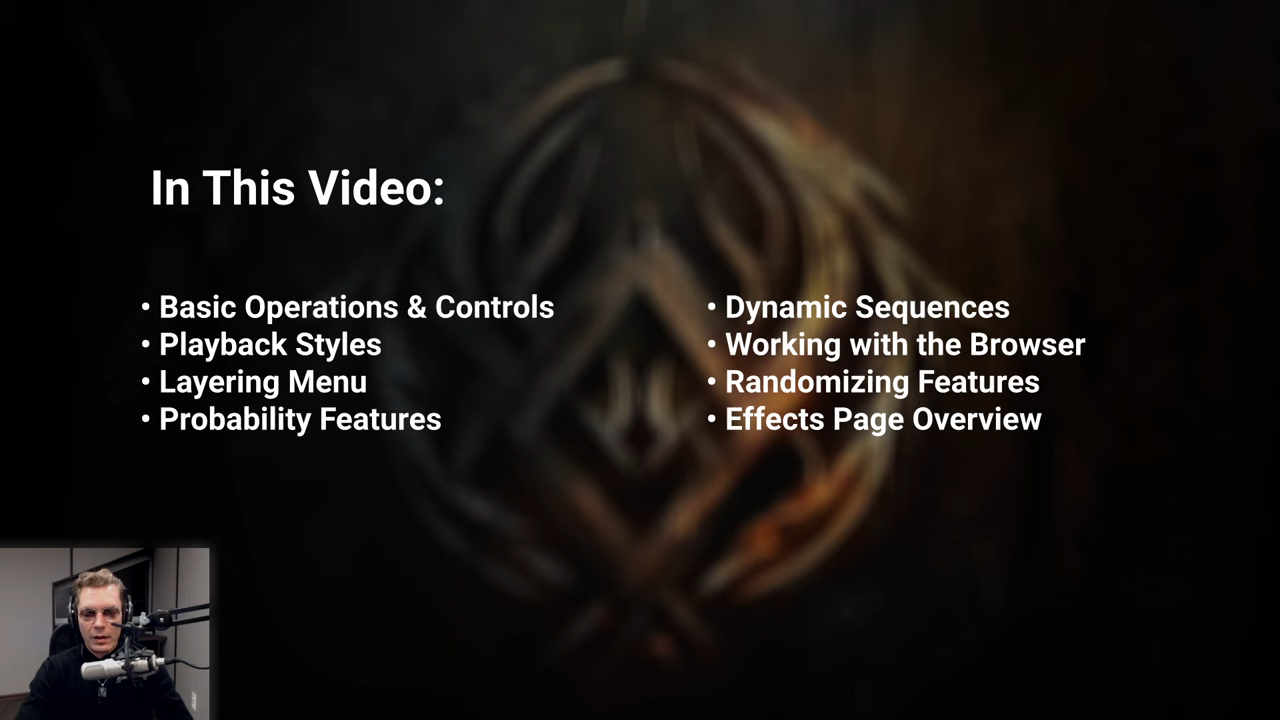 In This Video:
• Basic Operations & Controls
• Playback Styles
• Layering Menu
• Probability Features
• Dynamic Sequences
• Working with the Browser
• Randomizing Features
• Effects Page Overview